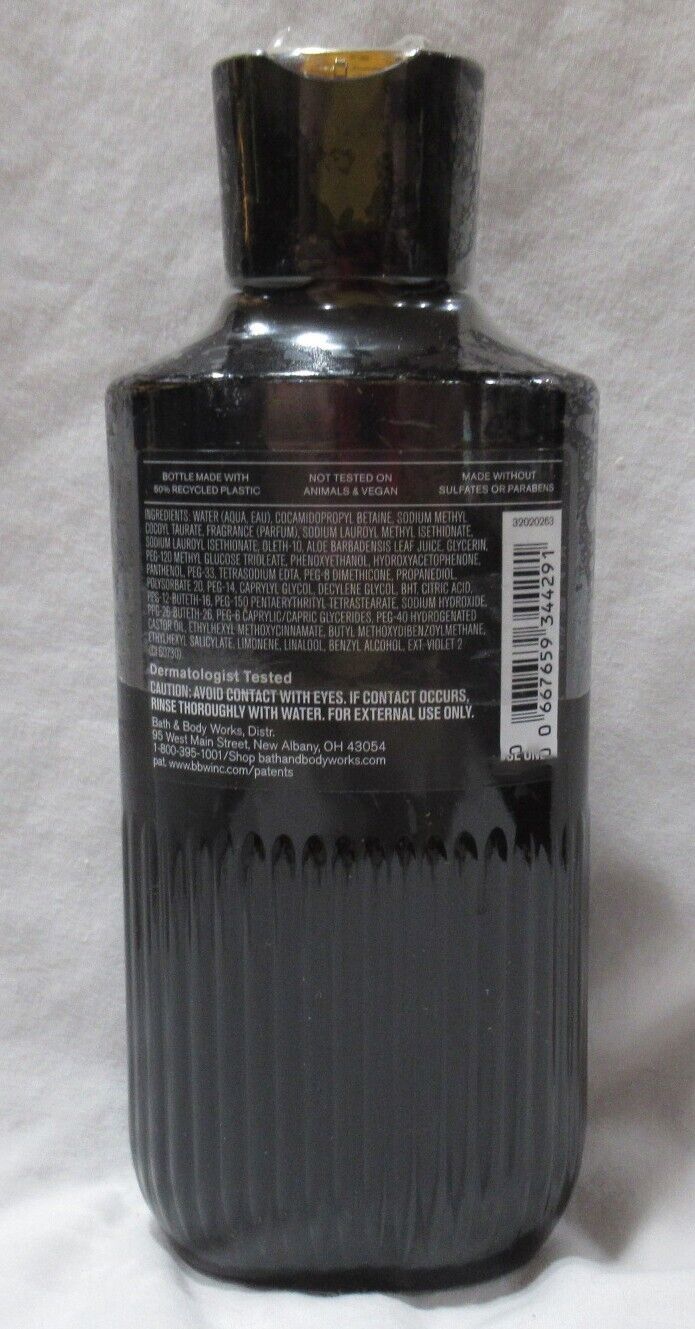 BOTTLE MADE WITH
50% RECYCLED PLASTIC
NOT TESTED ON
ANIMALS & VEGAN
MADE WITHOUT
SULFATES OR PARABENS
INGREDIENTS: WATER (AQUA, EAU), COCAMIDOPROPYL BETAINE, SODIUM METHYL
COCOYL TAURATE, FRAGRANCE (PARFUM), SODIUM LAUROYL METHYL ISETHIONATE,
SODIUM LAUROYL ISETHIONATE, OLETH-10, ALOE BARBADENSIS LEAF JUICE, GLYCERIN,
PEG-120 METHYL GLUCOSE TRIOLEATE, PHENOXYETHANOL, HYDROXYACETOPHENONE,
PANTHENOL, PEG-33, TETRASODIUM EDTA, PEG-8 DIMETHICONE, PROPANEDIOL,
POLYSORBATE 20, PEG-14, CAPRYLYL GLYCOL, DECYLENE GLYCOL, BHT, CITRIC ACID,
PPG-12-BUTETH-16, PEG-150 PENTAERYTHRITYL TETRASTEARATE, SODIUM HYDROXIDE,
PPG-26-BUTETH-26, PEG-6 CAPRYLIC/CAPRIC GLYCERIDES, PEG-40 HYDROGENATED
CASTOR OIL, ETHYLHEXYL METHOXYCINNAMATE, BUTYL METHOXYDIBENZOYLMETHANE,
ETHYLHEXYL SALICYLATE, LIMONENE, LINALOOL, BENZYL ALCOHOL, EXT. VIOLET 2
(CI 60730).
Dermatologist Tested
CAUTION: AVOID CONTACT WITH EYES. IF CONTACT OCCURS,
RINSE THOROUGHLY WITH WATER. FOR EXTERNAL USE ONLY.
Bath & Body Works, Distr.
95 West Main Street, New Albany, OH 43054
1-800-395-1001/Shop bathandbodyworks.com
pat. www.bbwinc.com/patents
32020263
0 667659 344291